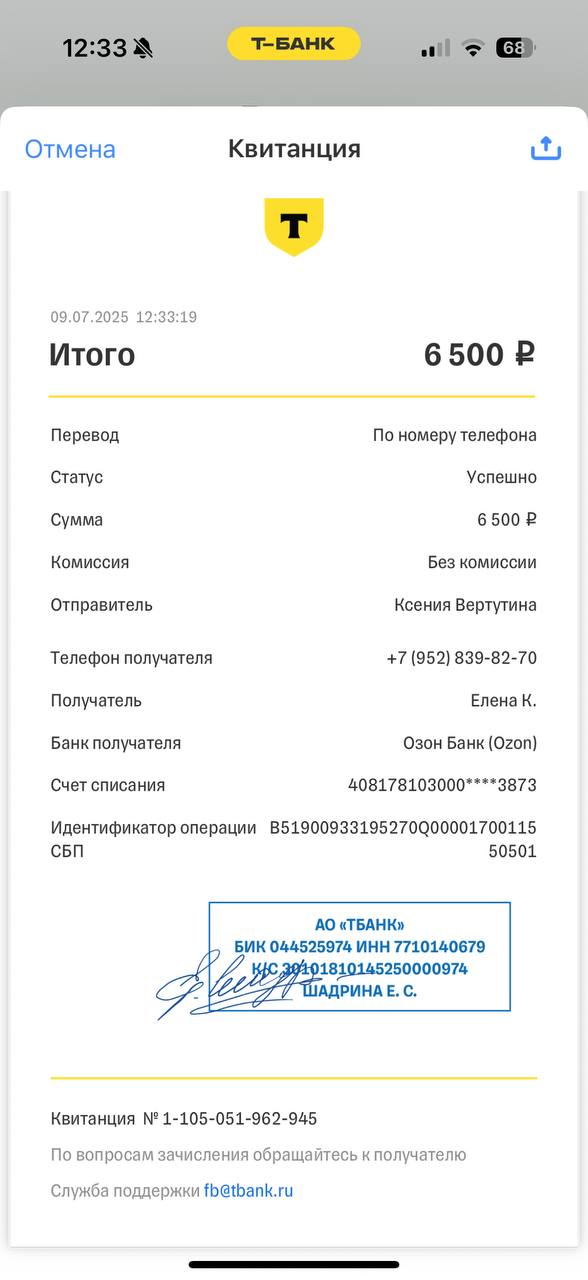 12:33
Т–БАНК
68
Отмена
Квитанция
Т
09.07.2025 12:33:19
Итого 6 500 ₽
Перевод По номеру телефона
Статус Успешно
Сумма 6 500 ₽
Комиссия Без комиссии
Отправитель Ксения Вертутина
Телефон получателя +7 (952) 839-82-70
Получатель Елена К.
Банк получателя Озон Банк (Ozon)
Счет списания 408178103000****3873
Идентификатор операции B51900933195270Q00001700115
СБП 50501
АО «ТБАНК»
БИК 044525974 ИНН 7710140679
К/С 30101810145250000974
ШАДРИНА Е. С.
Квитанция № 1-105-051-962-945
По вопросам зачисления обращайтесь к получателю
Служба поддержки fb@tbank.ru